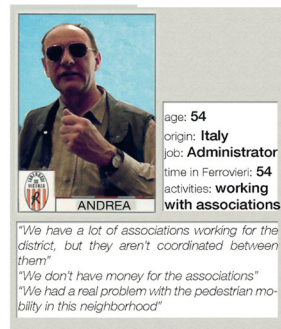 ANDREA
age: 54
origin: Italy
job: Administrator
time in Ferrovieri: 54
activities: working
with associations
“We have a lot of associations working for the
district, but they aren’t coordinated between
them”
“We don’t have money for the associations”
“We had a real problem with the pedestrian mo-
bility in this neighborhood”